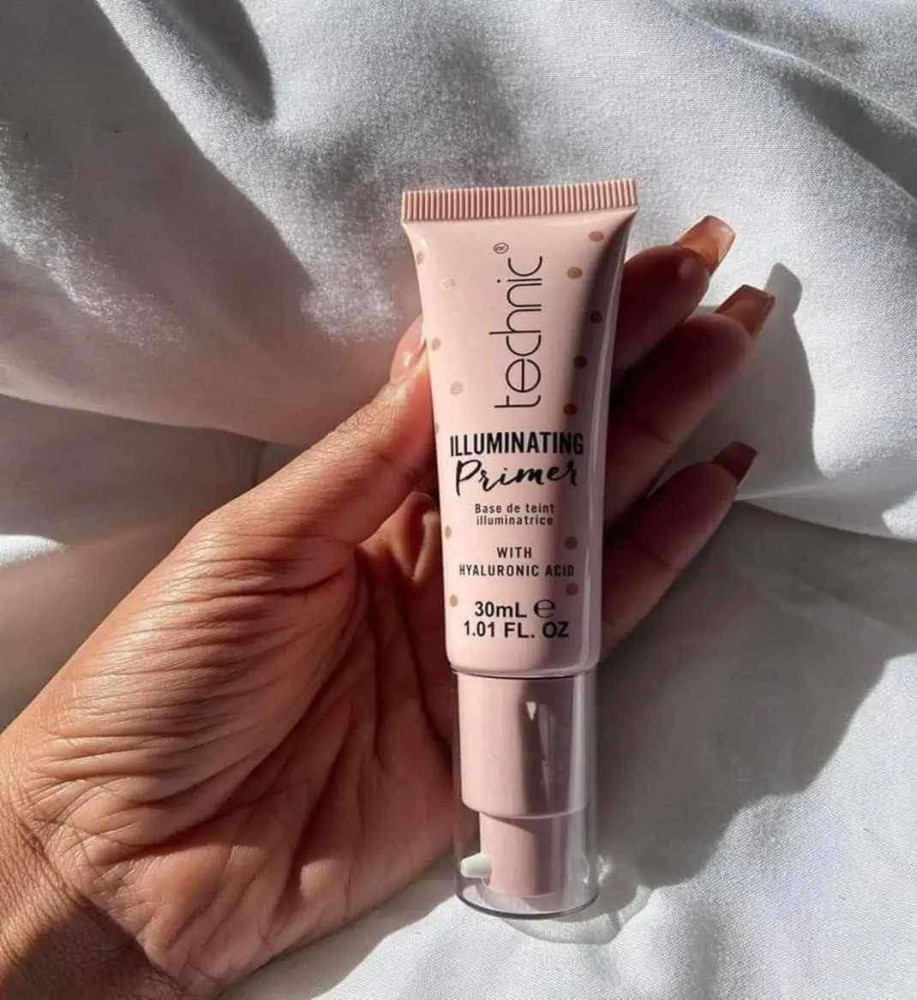 technic®
ILLUMINATING
Primer
Base de teint
illuminatrice
WITH
HYALURONIC ACID
30mL ℮
1.01 FL. OZ